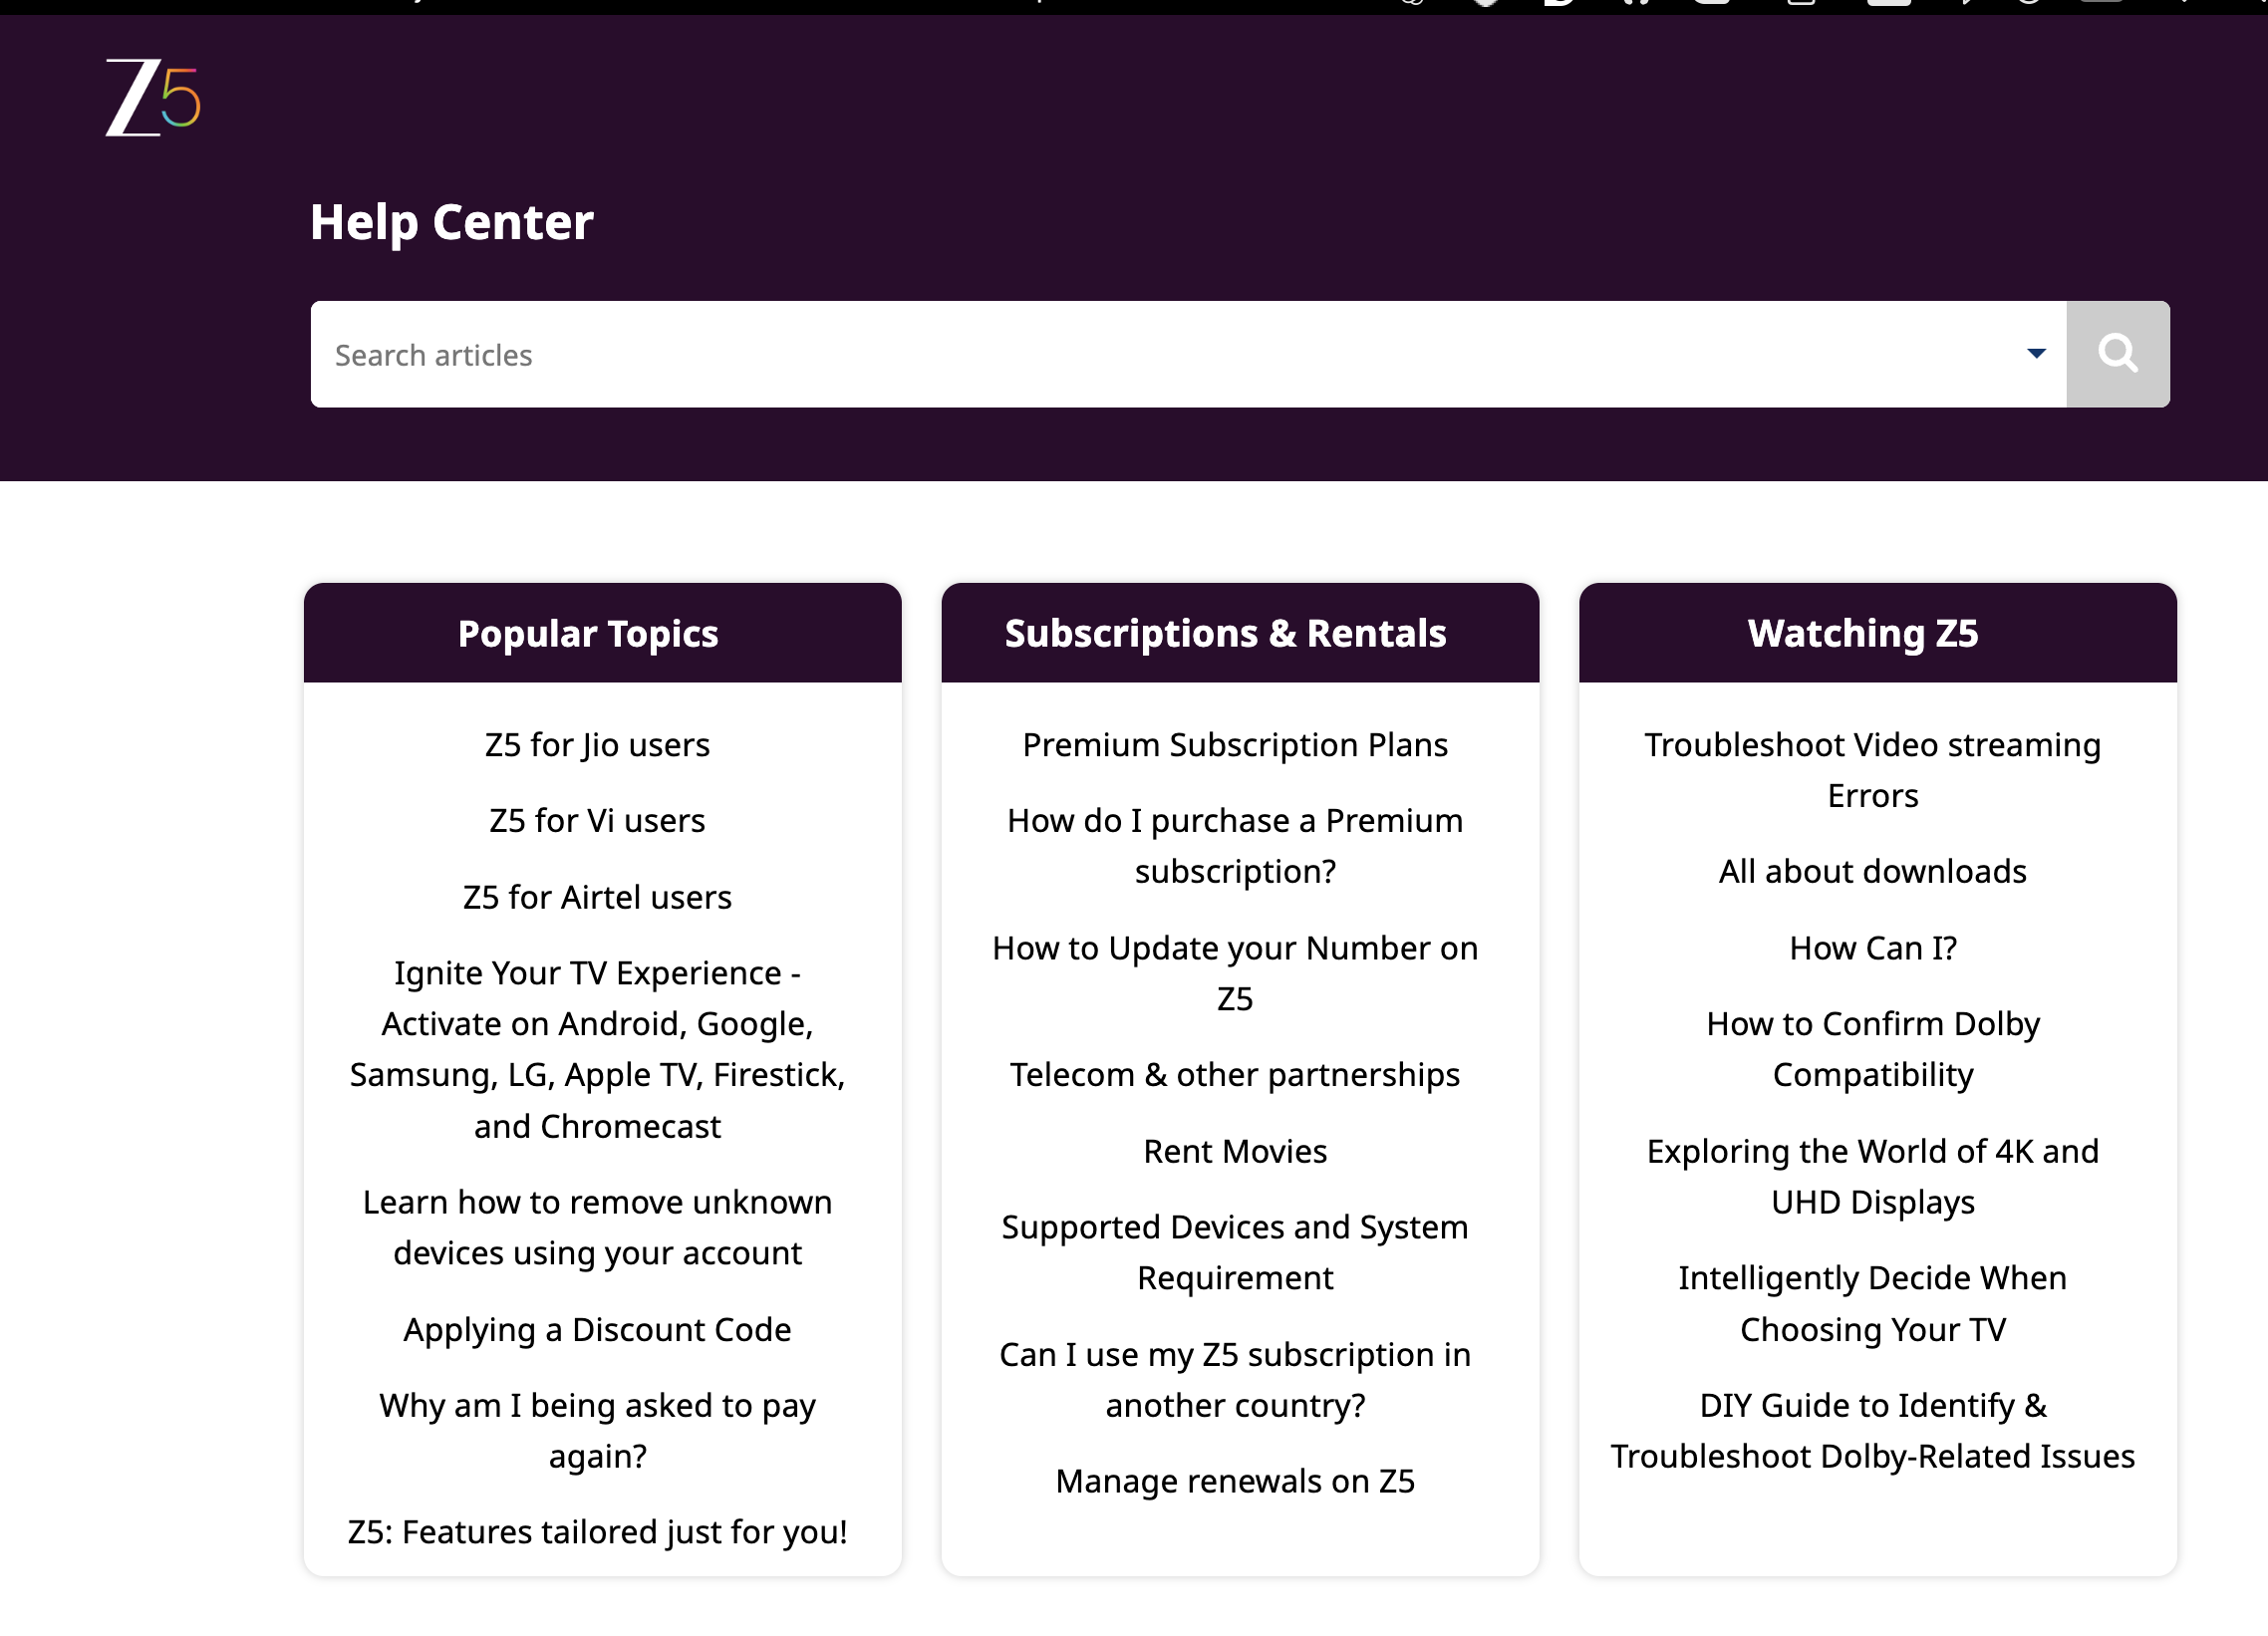 Z5
Help Center
Search articles
Popular Topics
Z5 for Jio users
Z5 for Vi users
Z5 for Airtel users
Ignite Your TV Experience -
Activate on Android, Google,
Samsung, LG, Apple TV, Firestick,
and Chromecast
Learn how to remove unknown
devices using your account
Applying a Discount Code
Why am I being asked to pay
again?
Z5: Features tailored just for you!
Subscriptions & Rentals
Premium Subscription Plans
How do I purchase a Premium
subscription?
How to Update your Number on
Z5
Telecom & other partnerships
Rent Movies
Supported Devices and System
Requirement
Can I use my Z5 subscription in
another country?
Manage renewals on Z5
Watching Z5
Troubleshoot Video streaming
Errors
All about downloads
How Can I?
How to Confirm Dolby
Compatibility
Exploring the World of 4K and
UHD Displays
Intelligently Decide When
Choosing Your TV
DIY Guide to Identify &
Troubleshoot Dolby-Related Issues